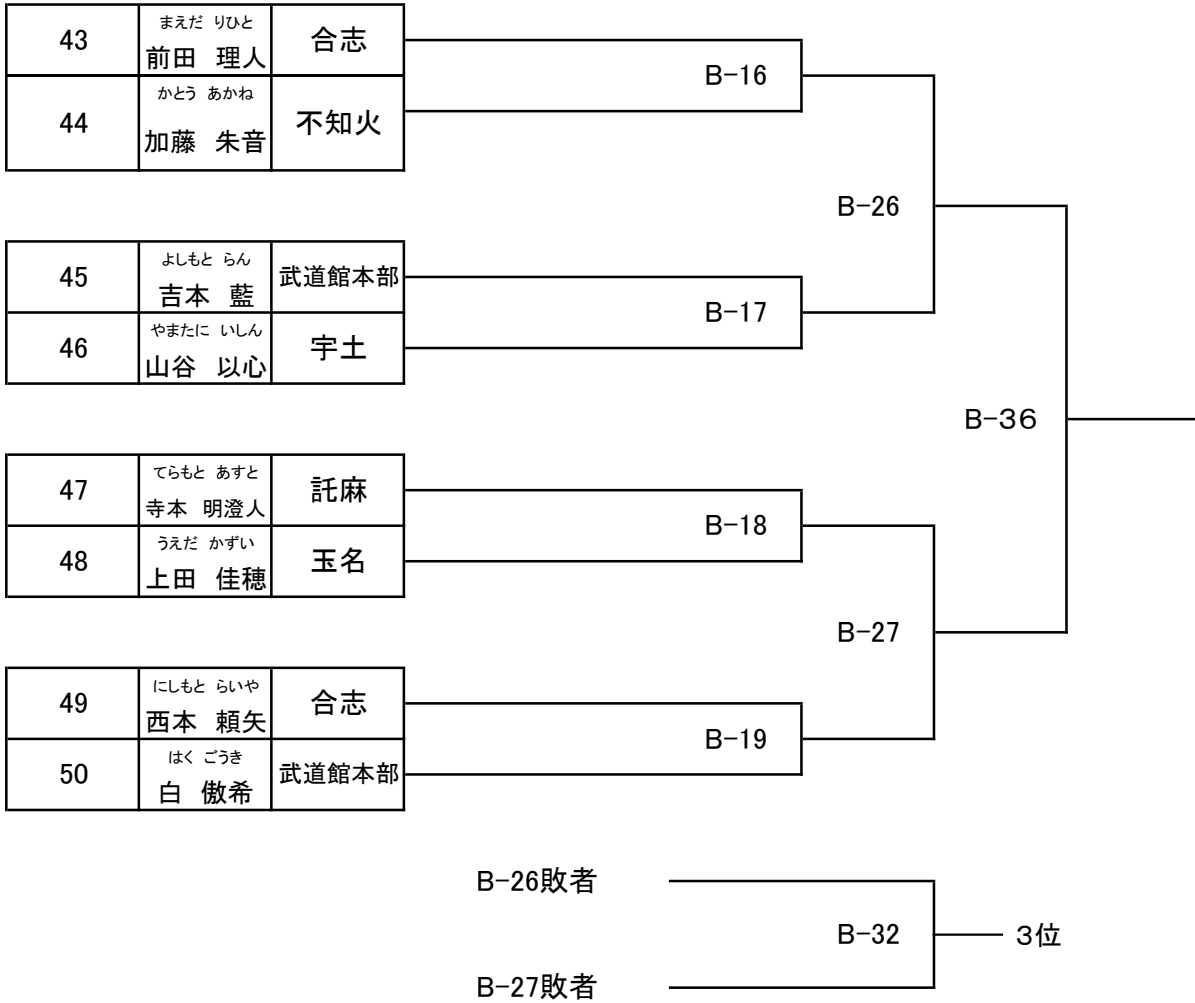 43
まえだ りひと
前田 理人
合志
44
かとう あかね
加藤 朱音
不知火
B-16
B-26
45
よしもと らん
吉本 藍
武道館本部
46
やまたに いしん
山谷 以心
宇土
B-17
B-３６
47
てらもと あすと
寺本 明澄人
託麻
48
うえだ かずい
上田 佳穂
玉名
B-18
B-27
49
にしもと らいや
西本 頼矢
合志
50
はく ごうき
白 傲希
武道館本部
B-19
B-26敗者
B-32
３位
B-27敗者